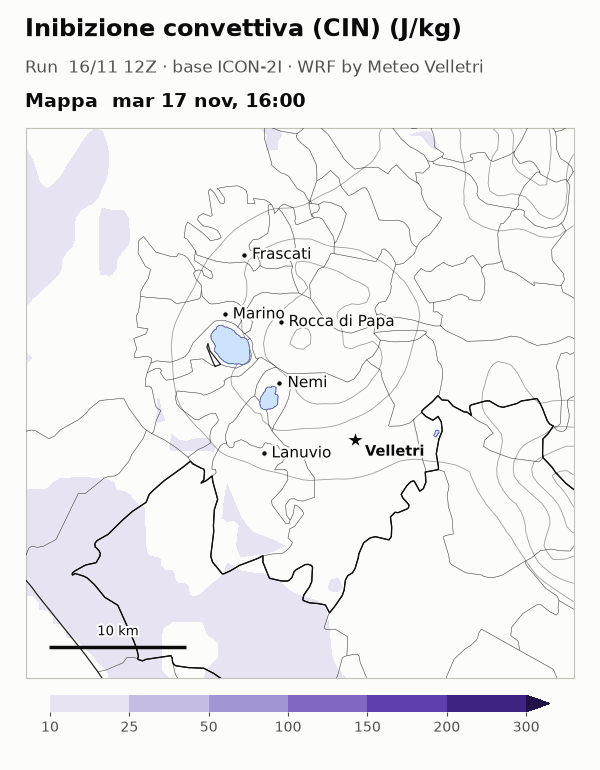 Inibizione convettiva (CIN) (J/kg)
Run  16/11 12Z · base ICON-2I · WRF by Meteo Velletri
Mappa  mar 17 nov, 16:00
Frascati
Marino
Rocca di Papa
Nemi
Velletri
Lanuvio
10 km
10 25 50 100 150 200 300